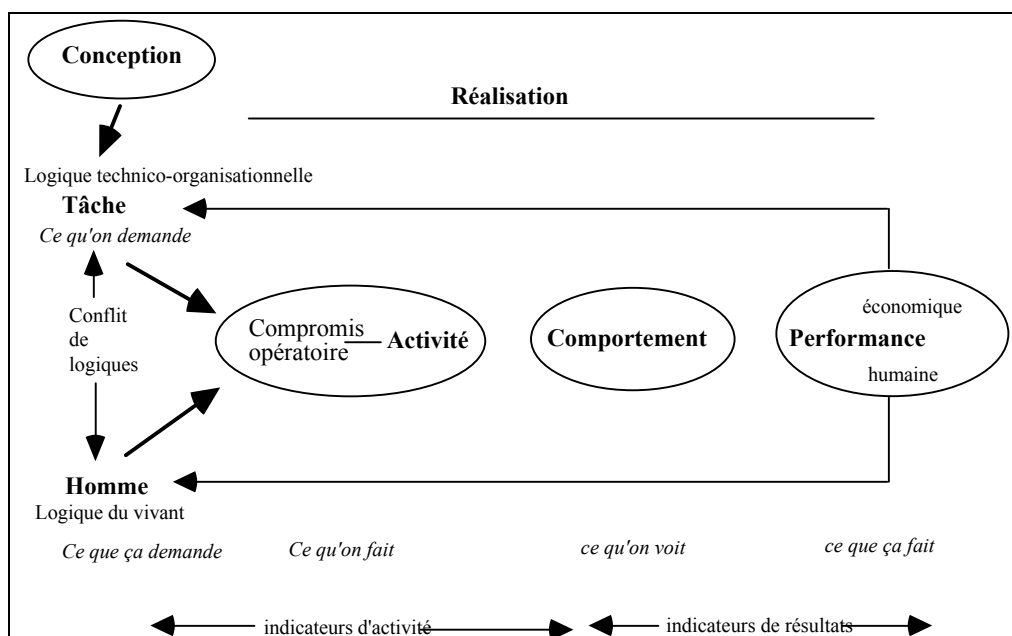 Conception
Réalisation
Logique technico-organisationnelle
Tâche
Ce qu'on demande
Conflit
de
logiques
Compromis
opératoire
Activité
Comportement
économique
Performance
humaine
Homme
Logique du vivant
Ce que ça demande
Ce qu'on fait
ce qu'on voit
ce que ça fait
indicateurs d'activité
indicateurs de résultats